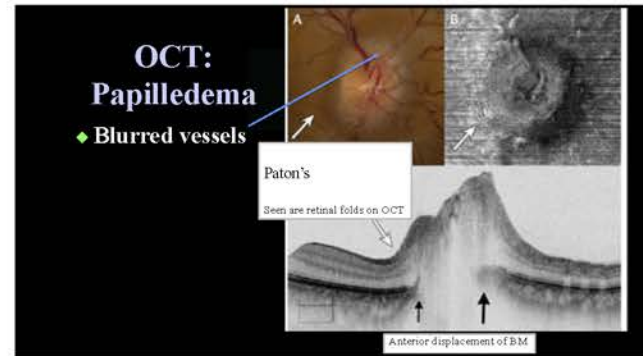 OCT:
Papilledema
Blurred vessels
A
B
Paton's
Seen are retinal folds on OCT
Anterior displacement of BM